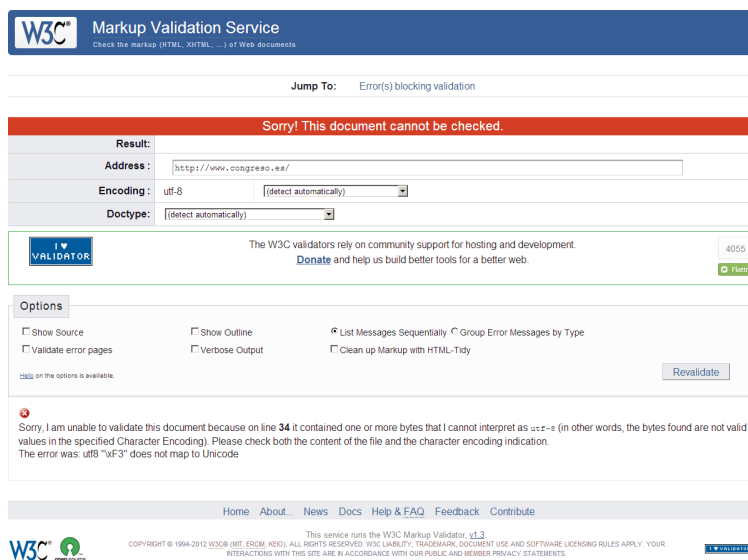 W3C®
Markup Validation Service
Check the markup (HTML, XHTML, ...) of Web documents
Jump To: Error(s) blocking validation
Sorry! This document cannot be checked.
Result:
Address : http://www.congreso.es/
Encoding : utf-8 (detect automatically)
Doctype: (detect automatically)
I ♥
VALIDATOR
The W3C validators rely on community support for hosting and development.
Donate and help us build better tools for a better web.
4055
Flattr
Options
Show Source Show Outline List Messages Sequentially Group Error Messages by Type
Validate error pages Verbose Output Clean up Markup with HTML-Tidy
Help on the options is available.
Revalidate
Sorry, I am unable to validate this document because on line 34 it contained one or more bytes that I cannot interpret as utf-8 (in other words, the bytes found are not valid
values in the specified Character Encoding). Please check both the content of the file and the character encoding indication.
The error was: utf8 "\xF3" does not map to Unicode
Home About... News Docs Help & FAQ Feedback Contribute
This service runs the W3C Markup Validator, v1.3.
COPYRIGHT © 1994-2012 W3C® (MIT, ERCIM, KEIO), ALL RIGHTS RESERVED. W3C LIABILITY, TRADEMARK, DOCUMENT USE AND SOFTWARE LICENSING RULES APPLY. YOUR
INTERACTIONS WITH THIS SITE ARE IN ACCORDANCE WITH OUR PUBLIC AND MEMBER PRIVACY STATEMENTS.
W3C®
I ♥ VALIDATOR